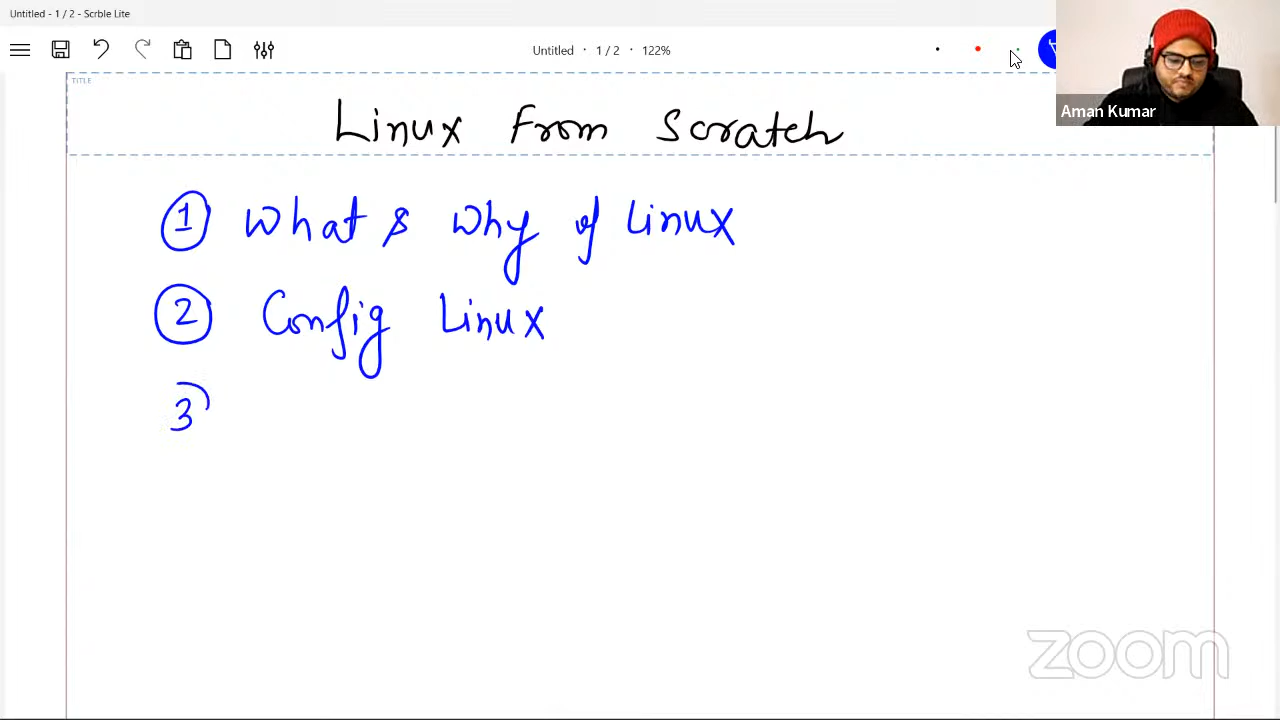 Untitled - 1 / 2 - Scrble Lite
Untitled · 1 / 2 · 122%
Aman Kumar
TITLE
Linux From Scratch
1 What & Why of Linux
2 Config Linux
3
zoom